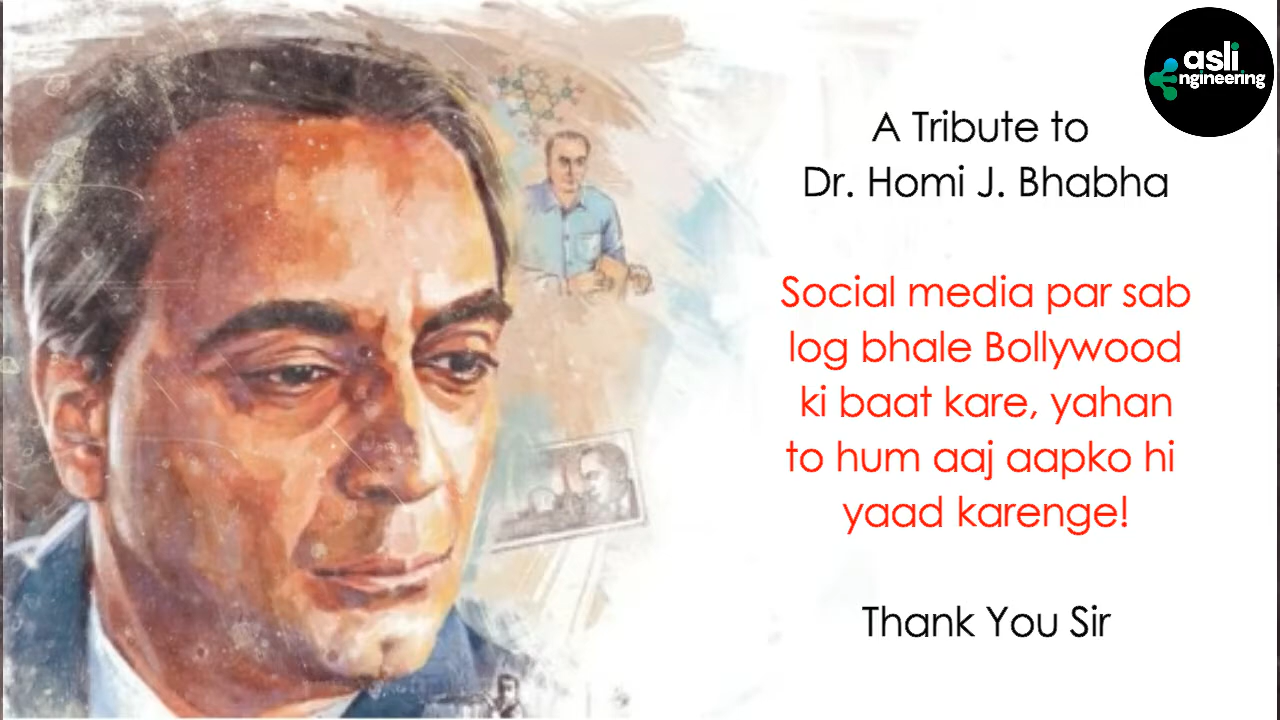 asli
ngineering
A Tribute to
Dr. Homi J. Bhabha
Social media par sab
log bhale Bollywood
ki baat kare, yahan
to hum aaj aapko hi
yaad karenge!
Thank You Sir